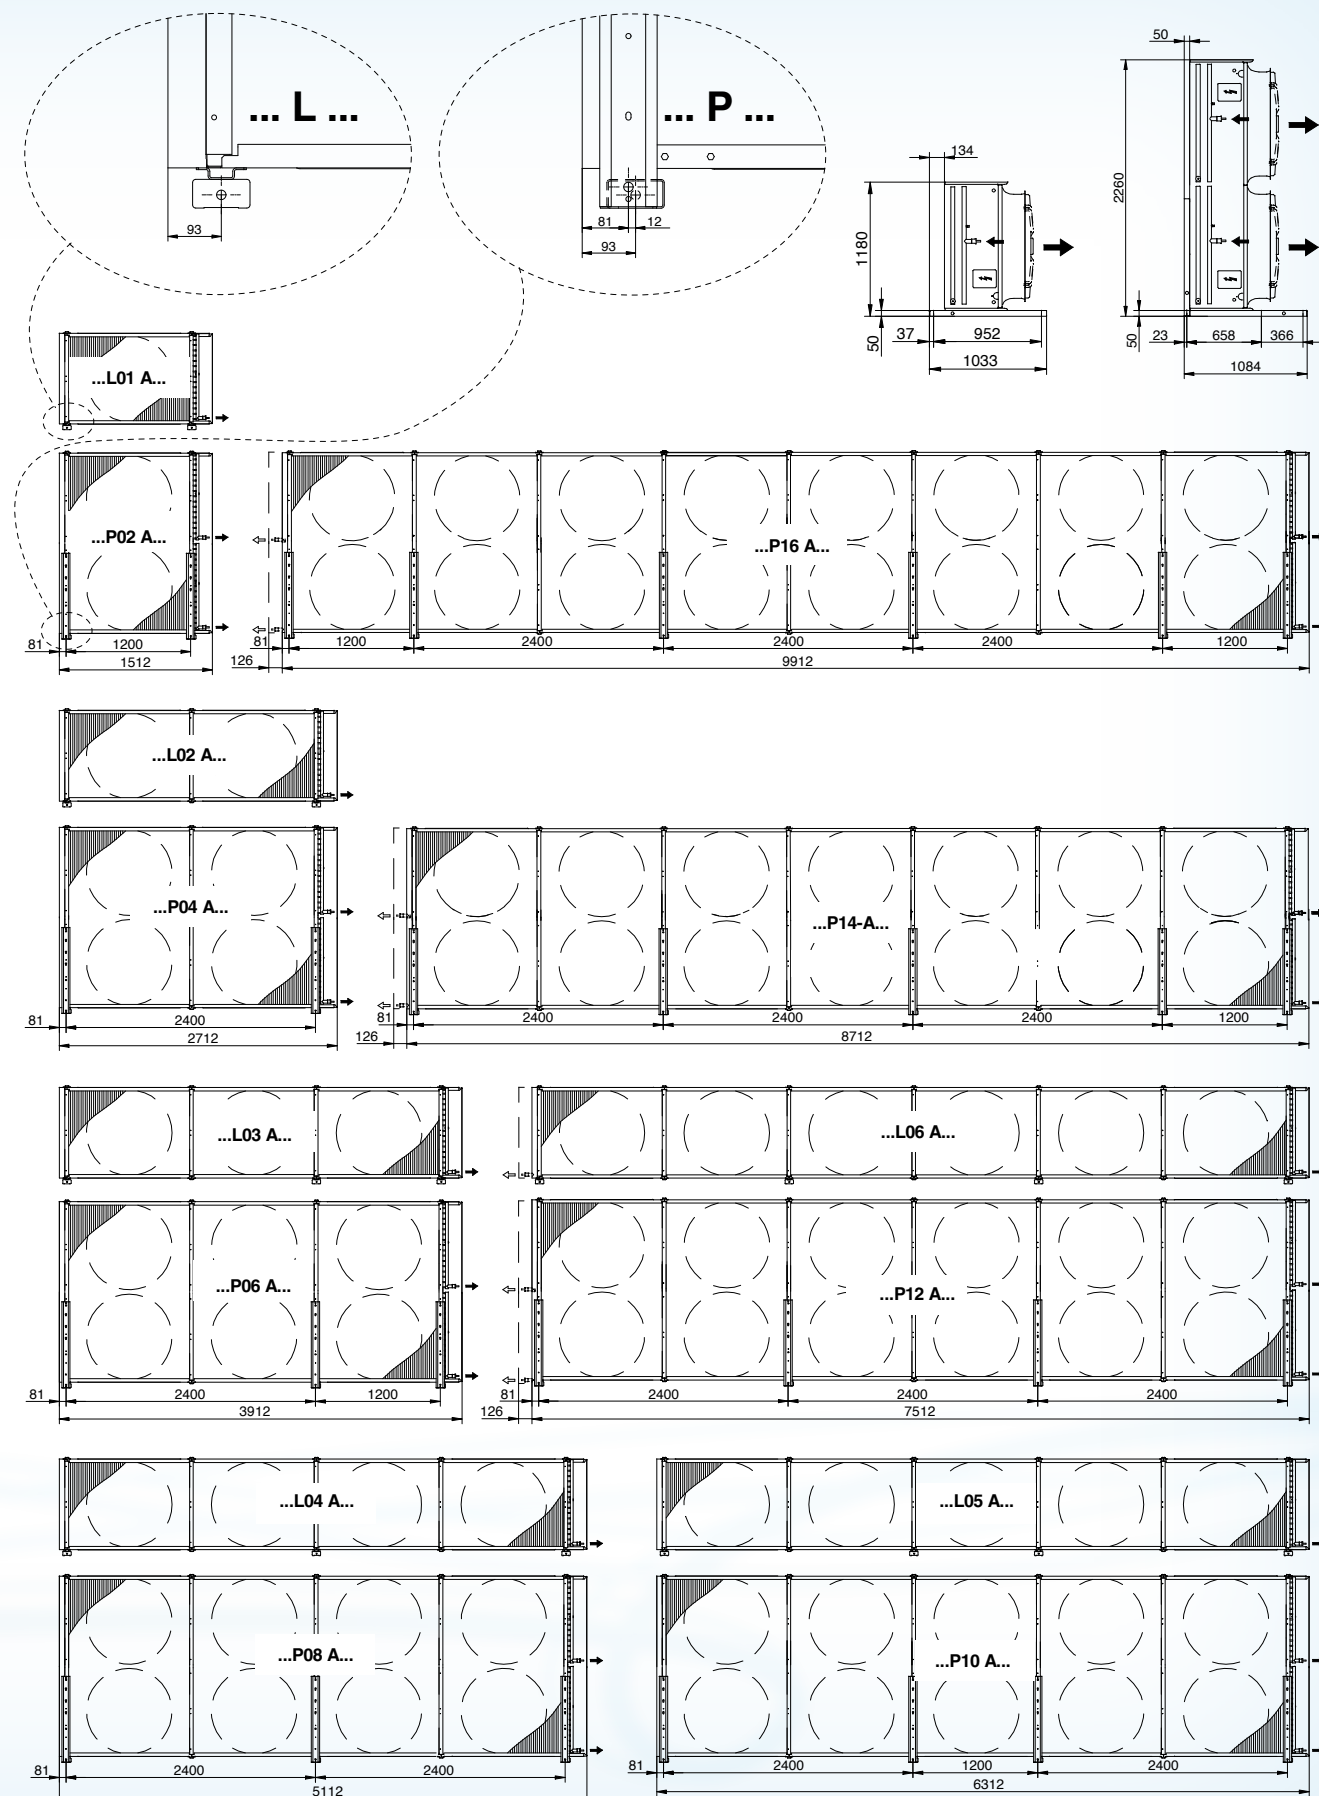 ... L ...
93
... P ...
81 12
93
134
1180
50
37 952
1033
50
2260
50
23 658 366
1084
...L01 A...
...P02 A...
81 1200
1512
...P16 A...
81 1200 2400 2400 2400 1200
126 9912
...L02 A...
...P04 A...
81 2400
2712
...P14-A...
81 2400 2400 2400 1200
126 8712
...L03 A...
...L06 A...
...P06 A...
81 2400 1200
3912
...P12 A...
81 2400 2400 2400
126 7512
...L04 A...
...L05 A...
...P08 A...
81 2400 2400
5112
...P10 A...
81 2400 1200 2400
6312